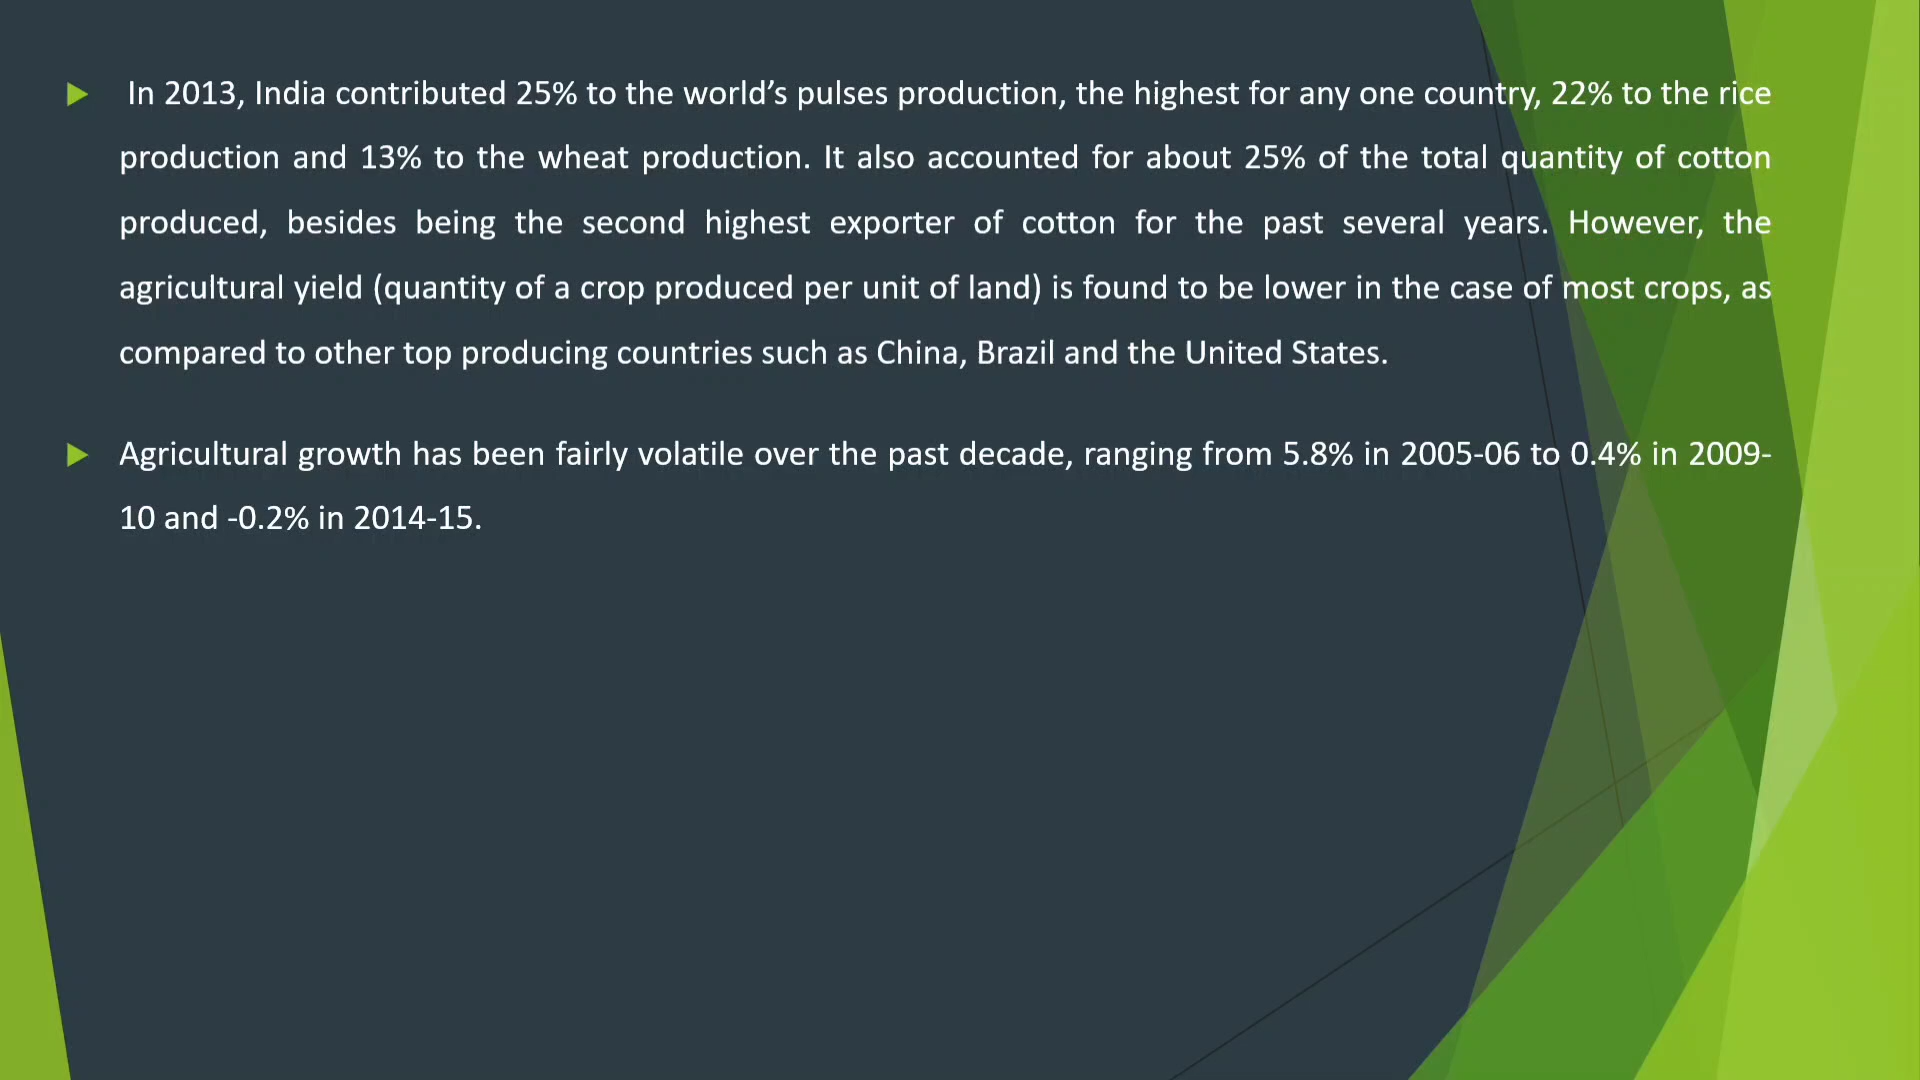 In 2013, India contributed 25% to the world’s pulses production, the highest for any one country, 22% to the rice
production and 13% to the wheat production. It also accounted for about 25% of the total quantity of cotton
produced, besides being the second highest exporter of cotton for the past several years. However, the
agricultural yield (quantity of a crop produced per unit of land) is found to be lower in the case of most crops, as
compared to other top producing countries such as China, Brazil and the United States.
Agricultural growth has been fairly volatile over the past decade, ranging from 5.8% in 2005-06 to 0.4% in 2009-
10 and -0.2% in 2014-15.